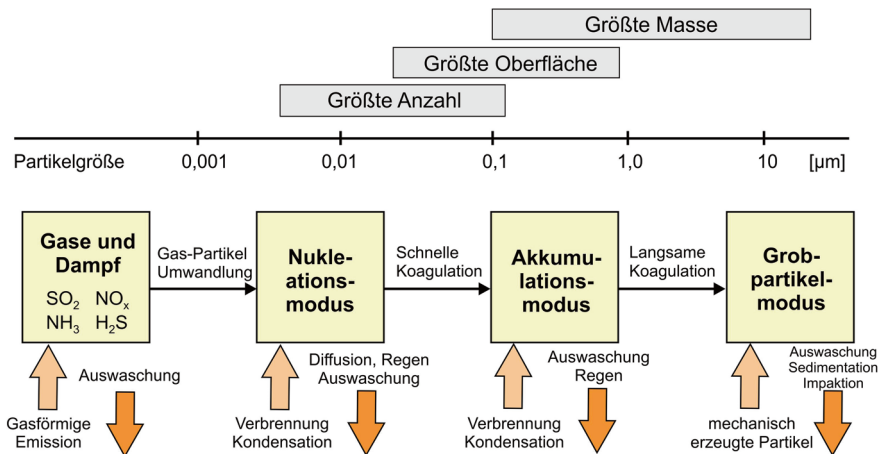 Größte Masse
Größte Oberfläche
Größte Anzahl
Partikelgröße 0,001 0,01 0,1 1,0 10 [µm]
Gase und
Dampf
SO₂ NOₓ
NH₃ H₂S
Gas-Partikel
Umwandlung
Nukle-
ations-
modus
Schnelle
Koagulation
Akkumu-
lations-
modus
Langsame
Koagulation
Grob-
partikel-
modus
Gasförmige
Emission
Auswaschung
Verbrennung
Kondensation
Diffusion, Regen
Auswaschung
Verbrennung
Kondensation
Auswaschung
Regen
mechanisch
erzeugte Partikel
Auswaschung
Sedimentation
Impaktion